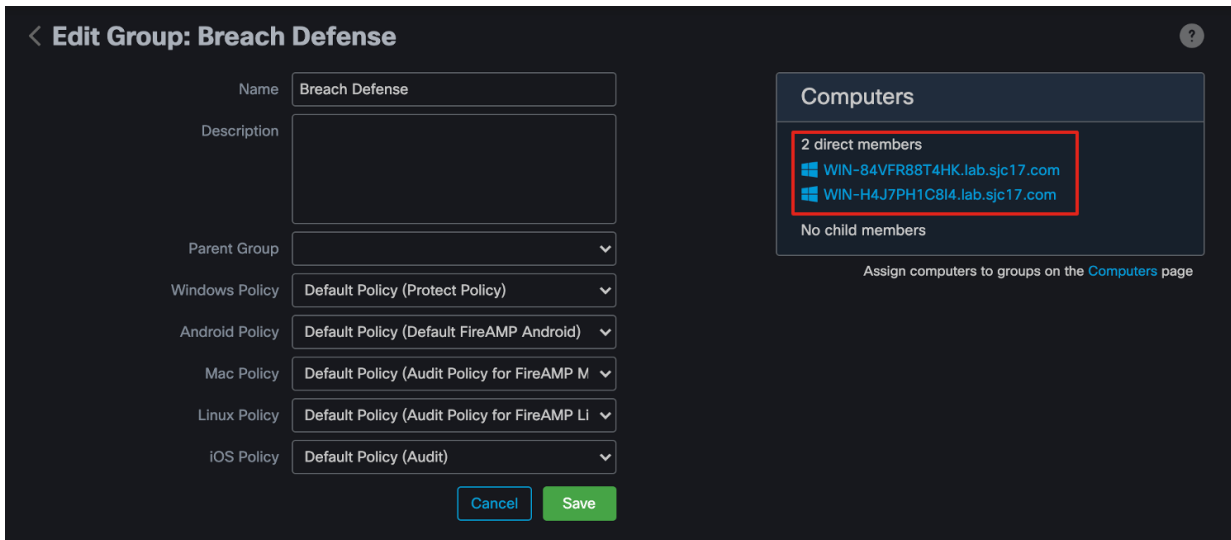 Edit Group: Breach Defense
?
Name
Breach Defense
Description
Parent Group
Windows Policy
Default Policy (Protect Policy)
Android Policy
Default Policy (Default FireAMP Android)
Mac Policy
Default Policy (Audit Policy for FireAMP M
Linux Policy
Default Policy (Audit Policy for FireAMP Li
iOS Policy
Default Policy (Audit)
Cancel
Save
Computers
2 direct members
WIN-84VFR88T4HK.lab.sjc17.com
WIN-H4J7PH1C8I4.lab.sjc17.com
No child members
Assign computers to groups on the Computers page